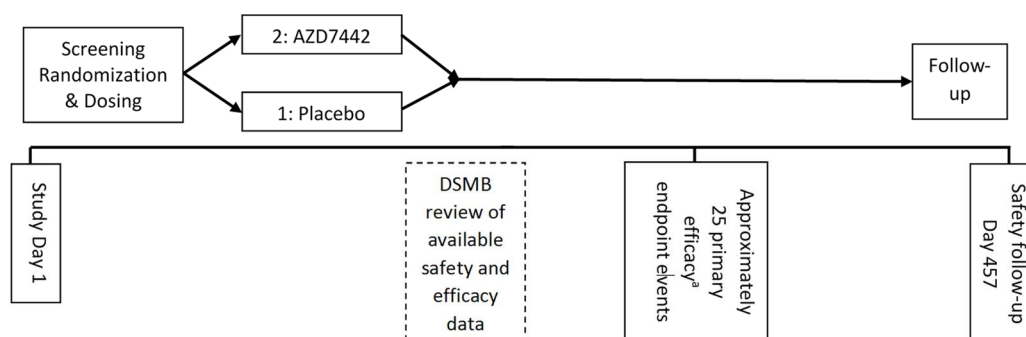 Screening
Randomization
& Dosing
2: AZD7442
1: Placebo
Follow-
up
Study Day 1
DSMB
review of
available
safety and
efficacy
data
Approximately
25 primary
efficacyᵃ
endpoint events
Safety follow-up
Day 457